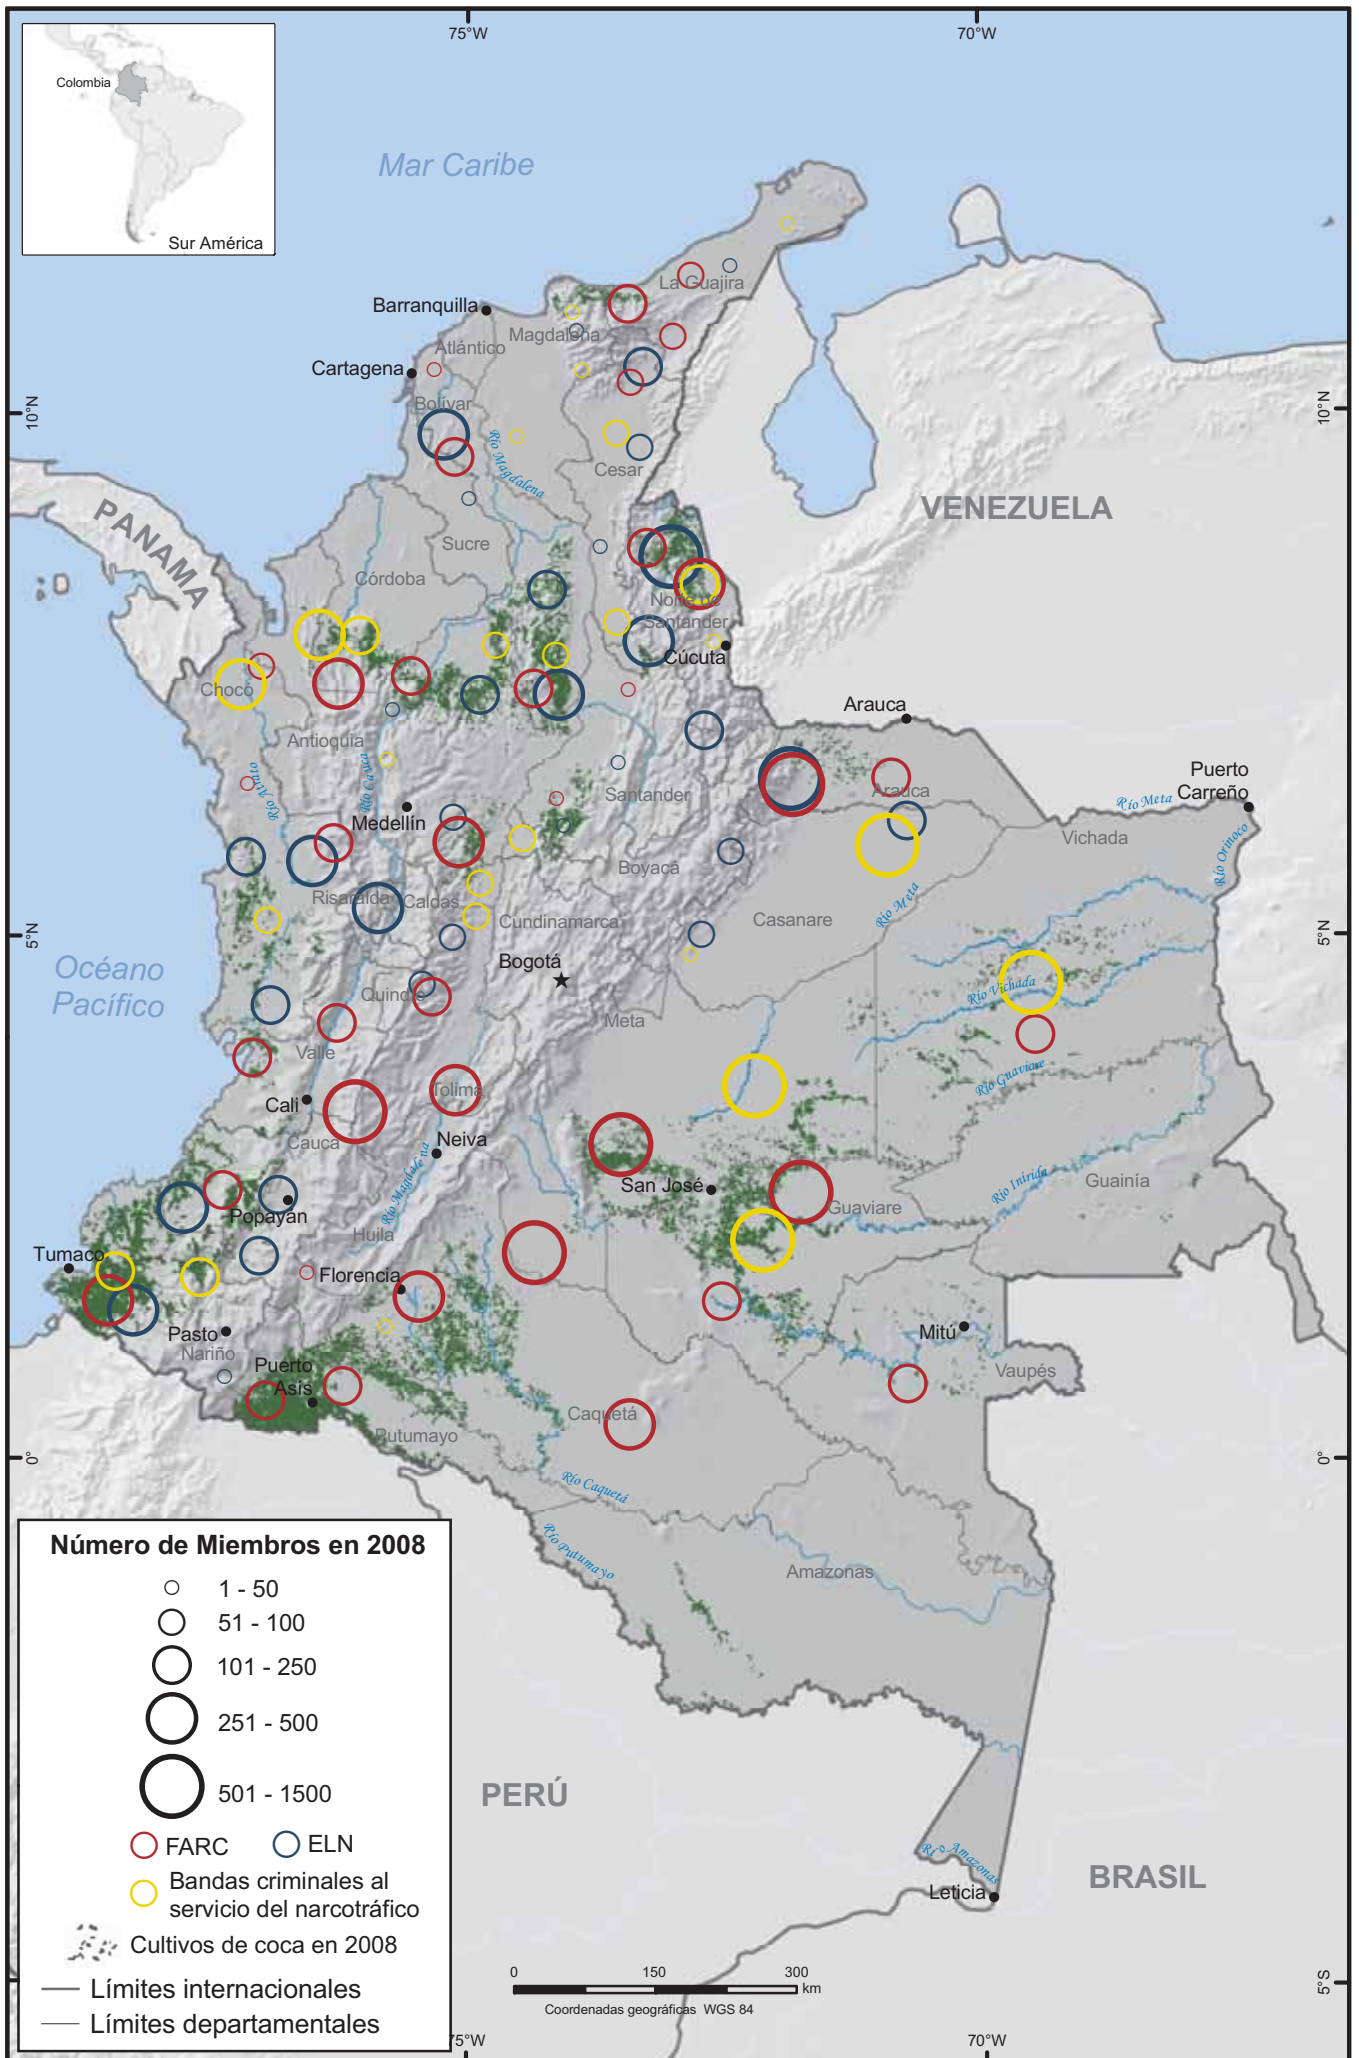 75°W
70°W
Colombia
Sur América
Mar Caribe
La Guajira
Barranquilla
Magdalena
Atlántico
Cartagena
Bolívar
10°N
10°N
Río Magdalena
Cesar
VENEZUELA
PANAMA
Sucre
Córdoba
Norte de
Santander
Cúcuta
Chocó
Arauca
Antioquia
Puerto
Carreño
Río Atrato
Río Cauca
Santander
Arauca
Río Meta
Medellín
Vichada
Río Orinoco
Boyacá
Risaralda
Caldas
Cundinamarca
Casanare
Río Meta
5°N
5°N
Océano
Pacífico
Bogotá
Quindío
Río Vichada
Meta
Valle
Río Guaviare
Tolima
Cali
Cauca
Neiva
Río Magdalena
San José
Río Inírida
Guainía
Popayán
Guaviare
Huila
Tumaco
Florencia
Pasto
Nariño
Mitú
Puerto
Asís
Vaupés
Caquetá
Putumayo
0°
0°
Río Caquetá
Río Putumayo
Amazonas
Número de Miembros en 2008
1 - 50
51 - 100
101 - 250
251 - 500
501 - 1500
FARC
ELN
Bandas criminales al
servicio del narcotráfico
Cultivos de coca en 2008
Límites internacionales
Límites departamentales
PERÚ
BRASIL
Río Amazonas
Leticia
0 150 300
km
Coordenadas geográficas WGS 84
5°S
75°W
70°W